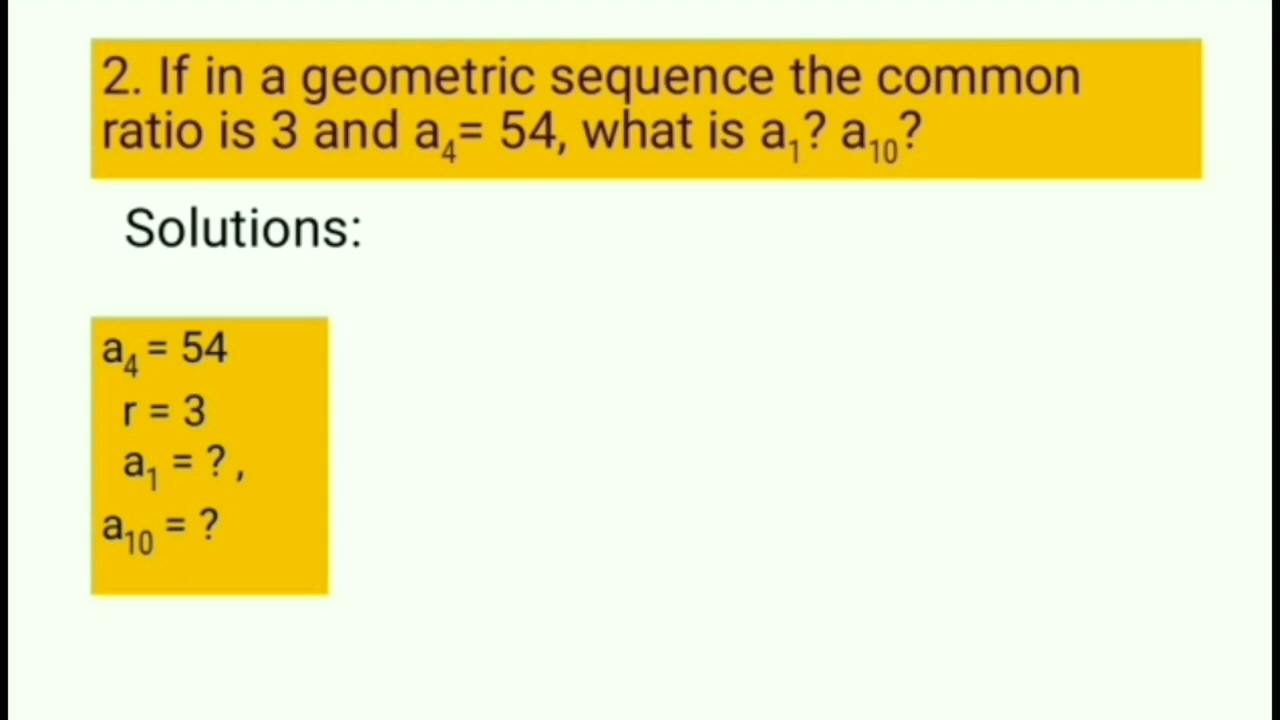 2. If in a geometric sequence the common
ratio is 3 and a₄= 54, what is a₁? a₁₀?
Solutions:
a₄ = 54
r = 3
a₁ = ? ,
a₁₀ = ?